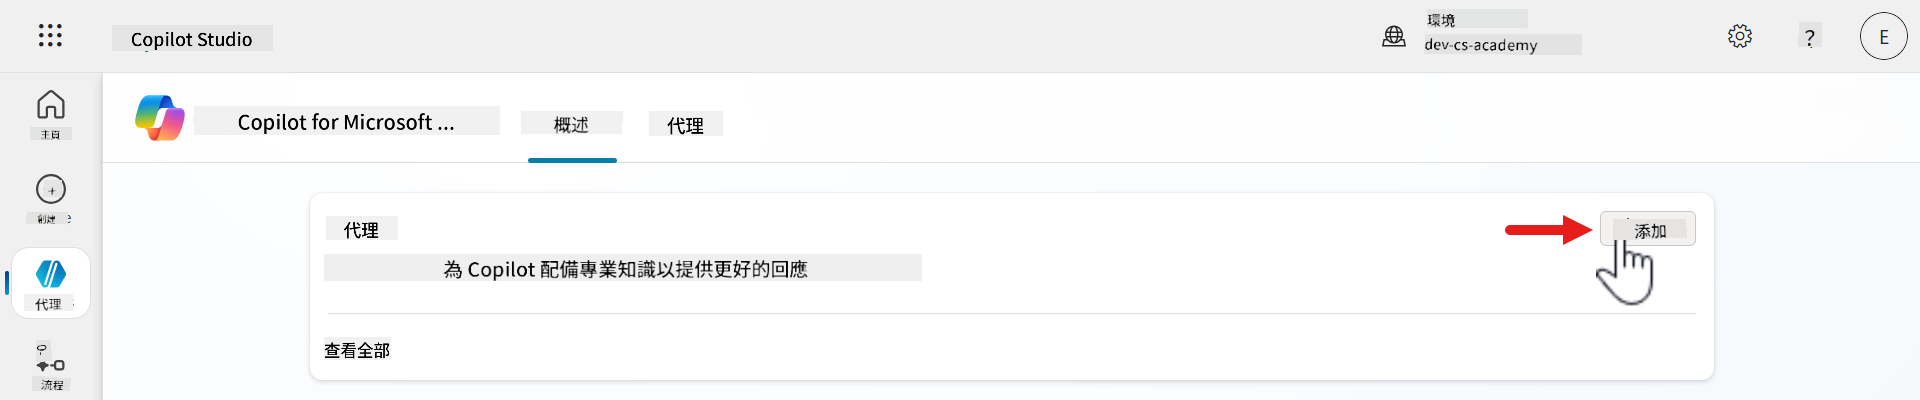 Copilot Studio
環境
dev-cs-academy
?
E
主頁
Copilot for Microsoft ...
概述
代理
創建
代理
添加
為 Copilot 配備專業知識以提供更好的回應
代理
查看全部
流程